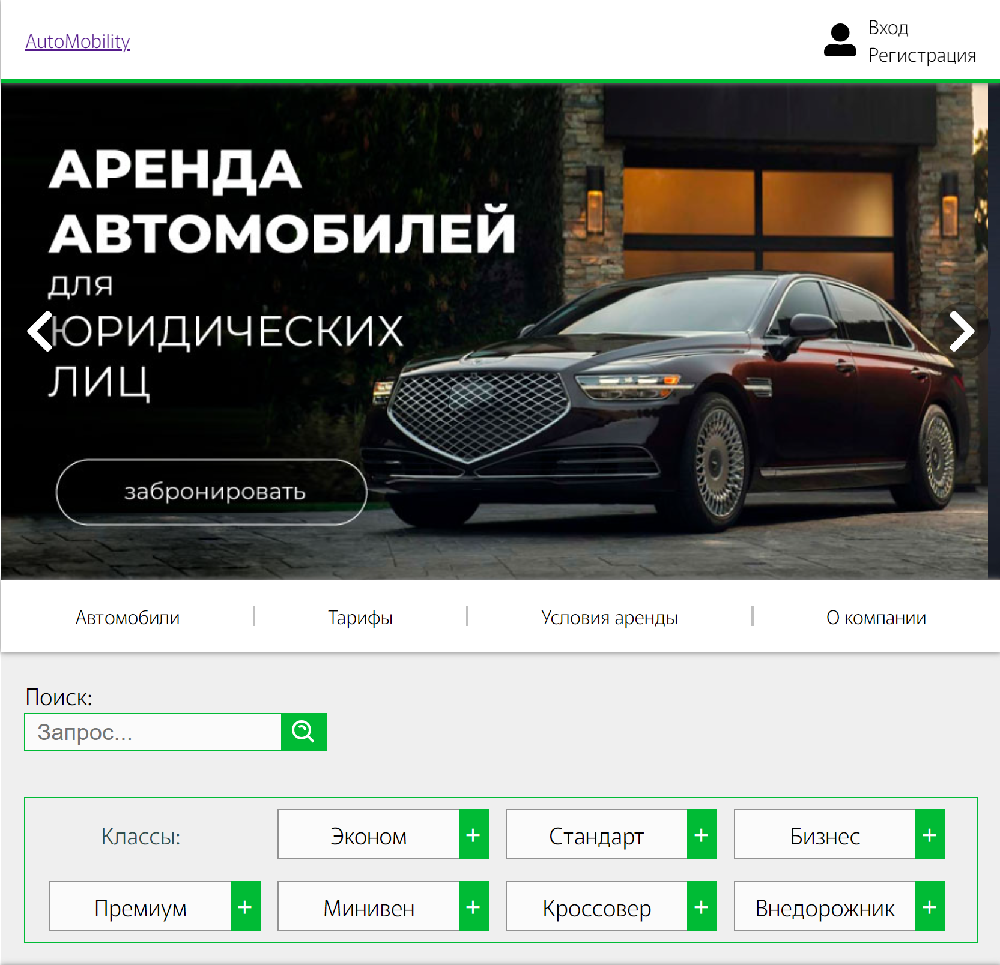 AutoMobility
Вход
Регистрация
АРЕНДА
АВТОМОБИЛЕЙ
для
ЮРИДИЧЕСКИХ
ЛИЦ
забронировать
Автомобили
Тарифы
Условия аренды
О компании
Поиск:
Запрос...
Классы:
Эконом +
Стандарт +
Бизнес +
Премиум +
Минивен +
Кроссовер +
Внедорожник +